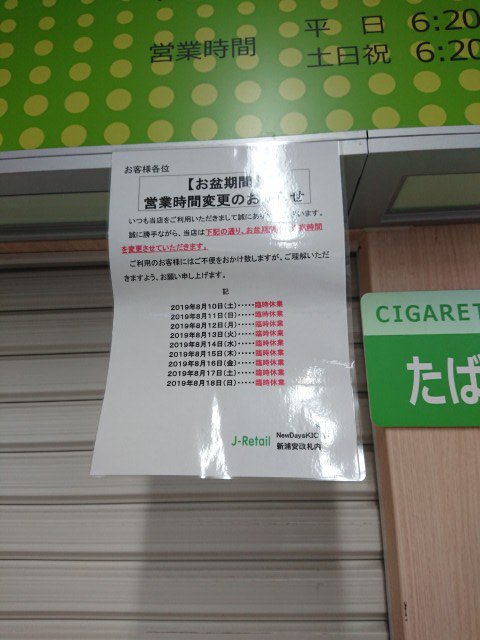 営業時間
平 日 6:20
土日祝 6:20
お客様各位
【お盆期間】
営業時間変更のお せ
いつも当店をご利用いただきまして誠にあり ざいます。
誠に勝手ながら、当店は下記の通り、お盆期間 時間
を変更させていただきます。
ご利用のお客様にはご不便をおかけ致しますが、ご理解いただ
きますよう、お願い申し上げます。
記
2019年8月10日(土)・・・・・臨時休業
2019年8月11日(日)・・・・・臨時休業
2019年8月12日(月)・・・・・臨時休業
2019年8月13日(火)・・・・・臨時休業
2019年8月14日(水)・・・・・臨時休業
2019年8月15日(木)・・・・・臨時休業
2019年8月16日(金)・・・・・臨時休業
2019年8月17日(土)・・・・・臨時休業
2019年8月18日(日)・・・・・臨時休業
J-Retail NewDaysKIO
新浦安改札内
CIGARET
たば